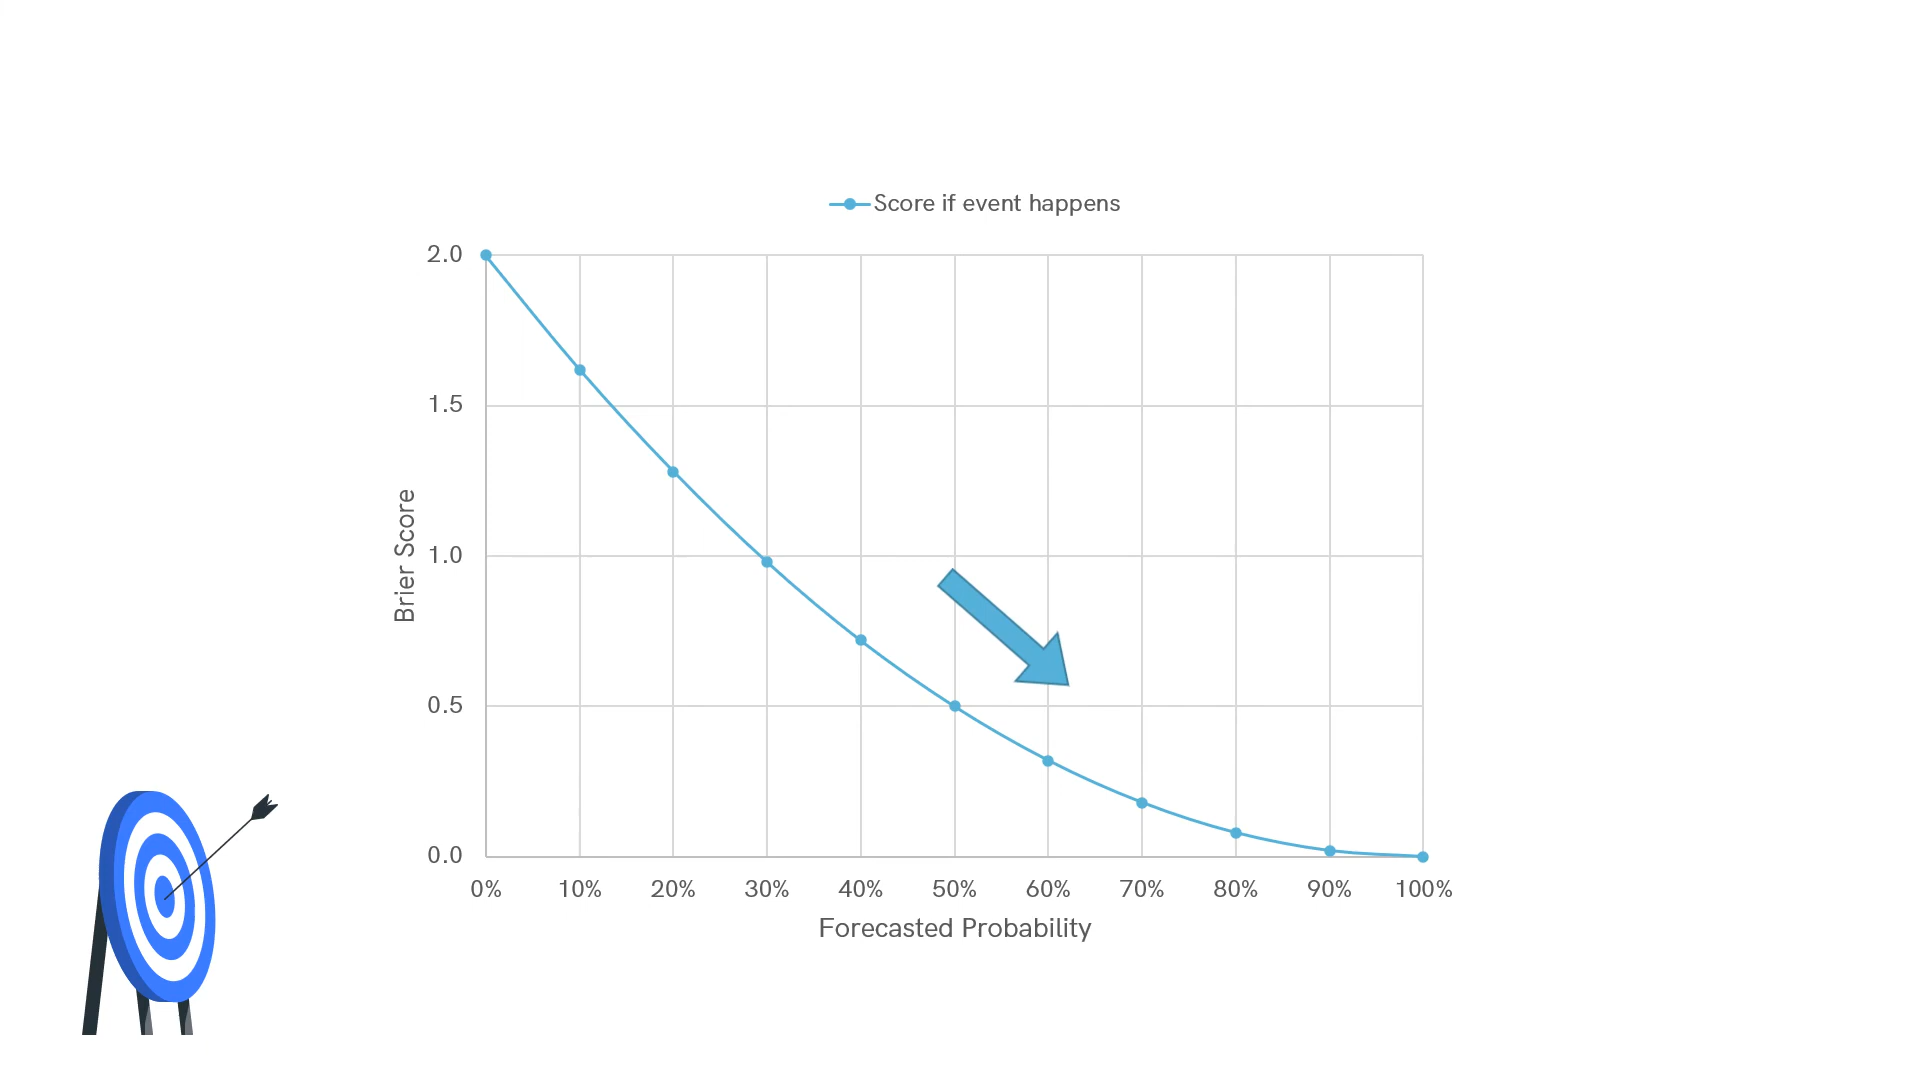 Score if event happens
2.0
1.5
1.0
0.5
0.0
Brier Score
0% 10% 20% 30% 40% 50% 60% 70% 80% 90% 100%
Forecasted Probability